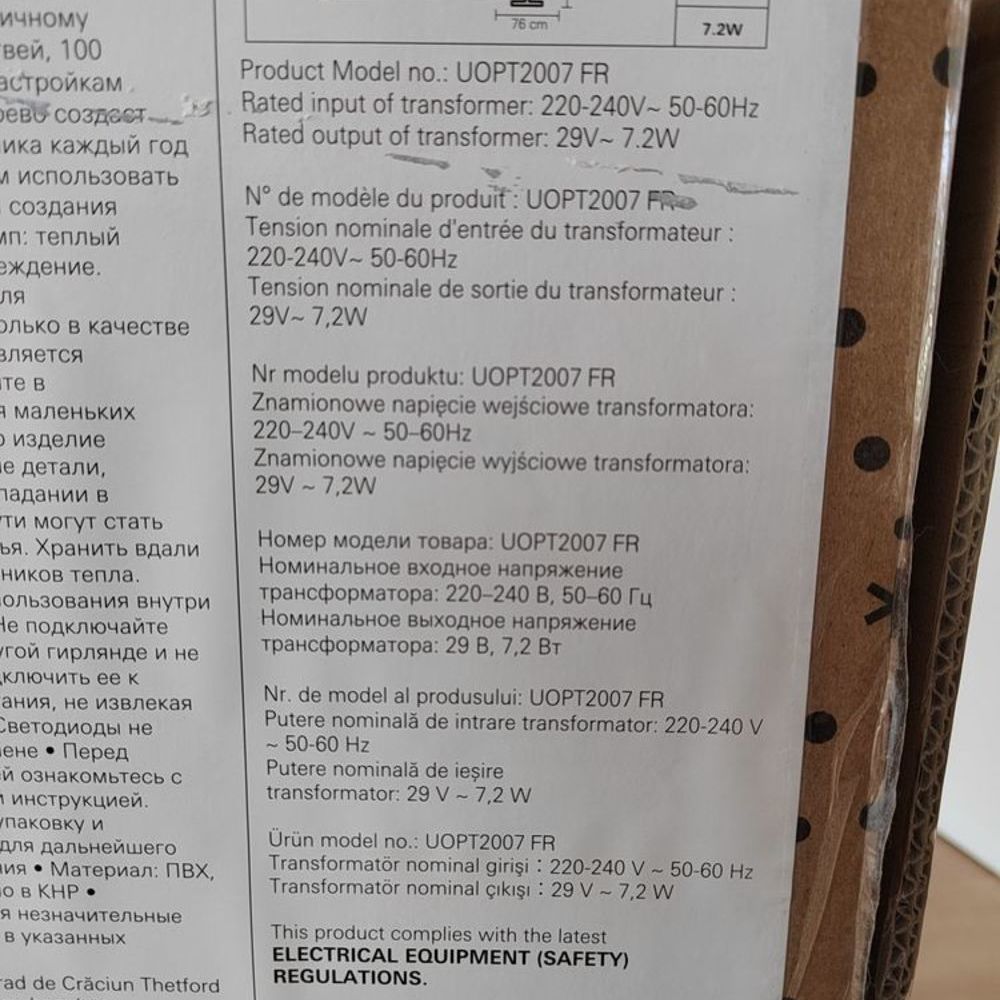 ичному
вей, 100
астройкам
создает
ика каждый год
м использовать
создания
мп: теплый
еждение.
ля
олько в качестве
вляется
те в
я маленьких
о изделие
е детали,
падании в
ти могут стать
ья. Хранить вдали
ников тепла.
ользования внутри
Не подключайте
угой гирлянде и не
ключить ее к
ания, не извлекая
Светодиоды не
ене • Перед
й ознакомьтесь с
й инструкцией.
упаковку и
для дальнейшего
ния • Материал: ПВХ,
о в КНР •
я незначительные
в указанных
rad de Crăciun Thetford
76 cm
7.2W
Product Model no.: UOPT2007 FR
Rated input of transformer: 220-240V~ 50-60Hz
Rated output of transformer: 29V~ 7.2W
N° de modèle du produit : UOPT2007 FR
Tension nominale d'entrée du transformateur :
220-240V~ 50-60Hz
Tension nominale de sortie du transformateur :
29V~ 7,2W
Nr modelu produktu: UOPT2007 FR
Znamionowe napięcie wejściowe transformatora:
220–240V ~ 50–60Hz
Znamionowe napięcie wyjściowe transformatora:
29V ~ 7,2W
Номер модели товара: UOPT2007 FR
Номинальное входное напряжение
трансформатора: 220–240 В, 50–60 Гц
Номинальное выходное напряжение
трансформатора: 29 В, 7,2 Вт
Nr. de model al produsului: UOPT2007 FR
Putere nominală de intrare transformator: 220-240 V
~ 50-60 Hz
Putere nominală de ieșire
transformator: 29 V ~ 7,2 W
Ürün model no.: UOPT2007 FR
Transformatör nominal girişi : 220-240 V ~ 50-60 Hz
Transformatör nominal çıkışı : 29 V ~ 7,2 W
This product complies with the latest
ELECTRICAL EQUIPMENT (SAFETY)
REGULATIONS.